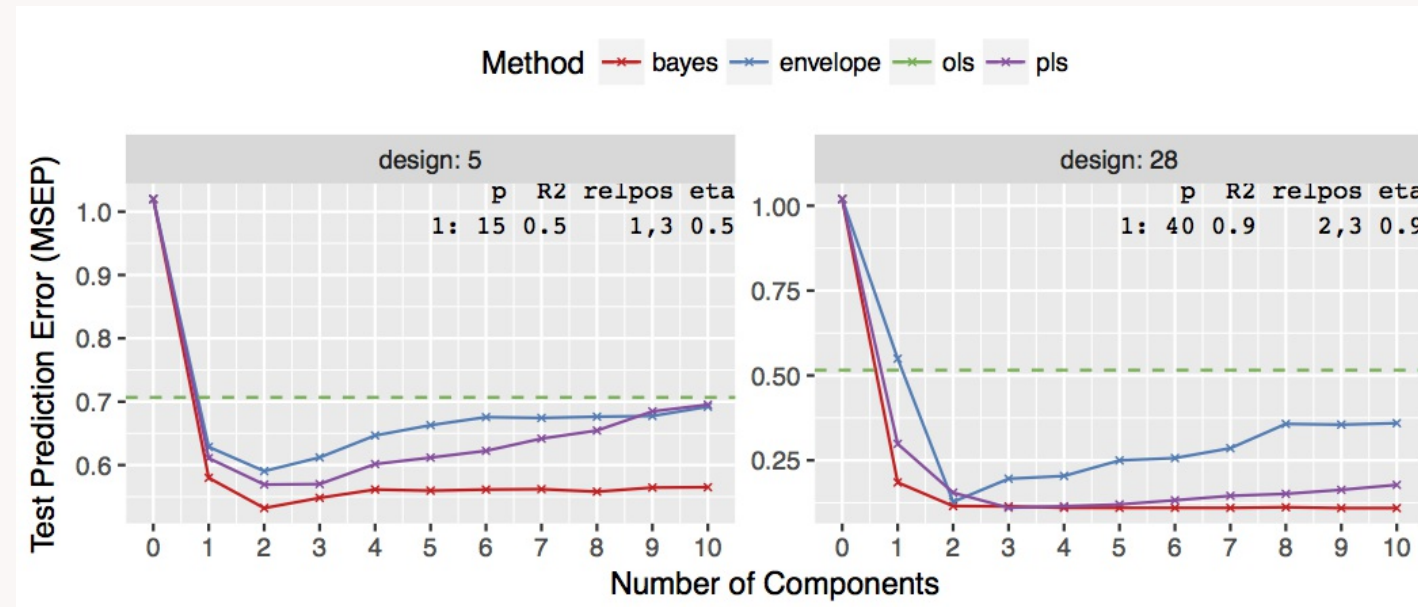 Method bayes envelope ols pls
design: 5
p R2 relpos eta
1: 15 0.5 1,3 0.5
design: 28
p R2 relpos eta
1: 40 0.9 2,3 0.9
Test Prediction Error (MSEP)
1.0
0.9
0.8
0.7
0.6
0 1 2 3 4 5 6 7 8 9 10
1.00
0.75
0.50
0.25
0 1 2 3 4 5 6 7 8 9 10
Number of Components